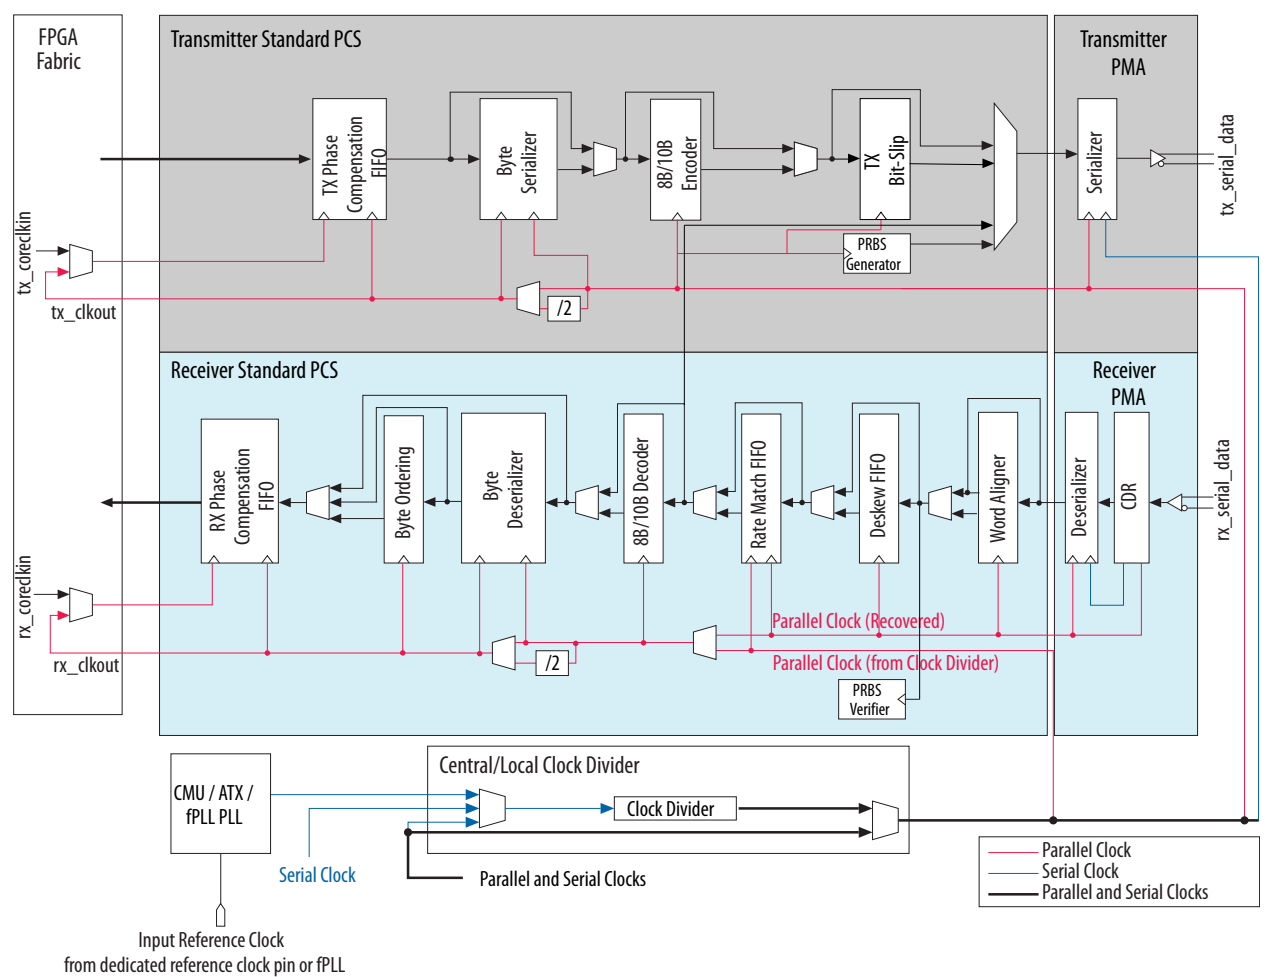 FPGA
Fabric
Transmitter Standard PCS
Transmitter
PMA
TX Phase
Compensation
FIFO
Byte
Serializer
8B/10B
Encoder
TX
Bit-Slip
Serializer
tx_serial_data
PRBS
Generator
tx_coreclkin
tx_clkout
/2
Receiver Standard PCS
Receiver
PMA
RX Phase
Compensation
FIFO
Byte Ordering
Byte
Deserializer
8B/10B Decoder
Rate Match FIFO
Deskew FIFO
Word Aligner
Deserializer
CDR
rx_serial_data
rx_coreclkin
rx_clkout
/2
Parallel Clock (Recovered)
Parallel Clock (from Clock Divider)
PRBS
Verifier
CMU / ATX /
fPLL PLL
Central/Local Clock Divider
Clock Divider
Serial Clock
Parallel and Serial Clocks
Parallel Clock
Serial Clock
Parallel and Serial Clocks
Input Reference Clock
from dedicated reference clock pin or fPLL